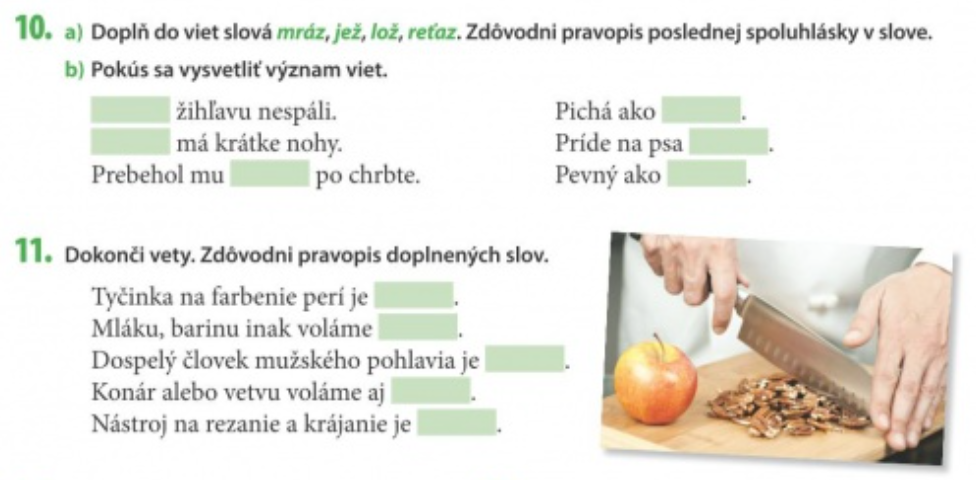 10. a) Doplň do viet slová mráz, jež, lož, reťaz. Zdôvodni pravopis poslednej spoluhlásky v slove.
b) Pokús sa vysvetliť význam viet.
žihľavu nespáli.
má krátke nohy.
Prebehol mu po chrbte.
Pichá ako .
Príde na psa .
Pevný ako .
11. Dokonči vety. Zdôvodni pravopis doplnených slov.
Tyčinka na farbenie perí je .
Mláku, barinu inak voláme .
Dospelý človek mužského pohlavia je .
Konár alebo vetvu voláme aj .
Nástroj na rezanie a krájanie je .